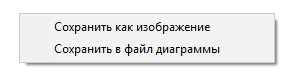 Сохранить как изображение
Сохранить в файл диаграммы